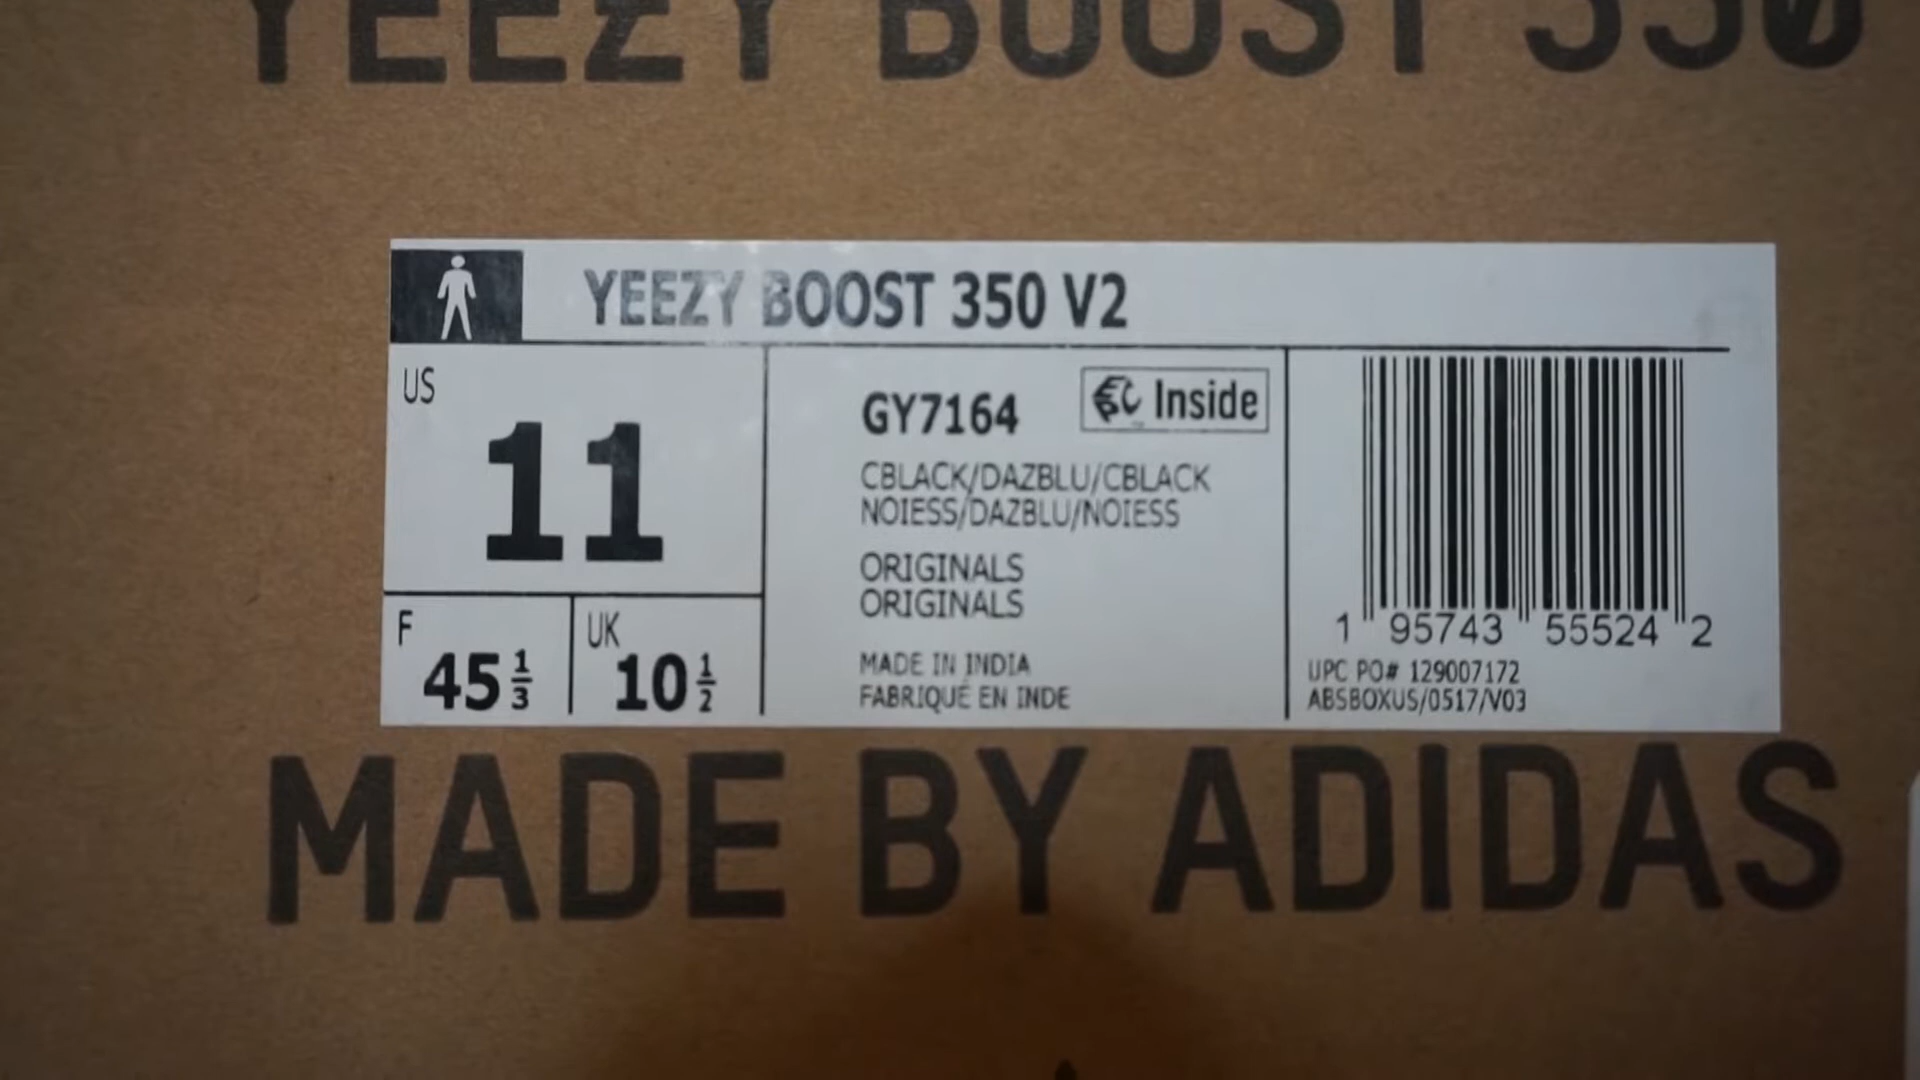 YEEZY BOOST 350
YEEZY BOOST 350 V2
US
11
F
45 1/3
UK
10 1/2
GY7164
EPC Inside
CBLACK/DAZBLU/CBLACK
NOIESS/DAZBLU/NOIESS
ORIGINALS
ORIGINALS
MADE IN INDIA
FABRIQUÉ EN INDE
1 95743 55524 2
UPC PO# 129007172
ABSBOXUS/0517/V03
MADE BY ADIDAS